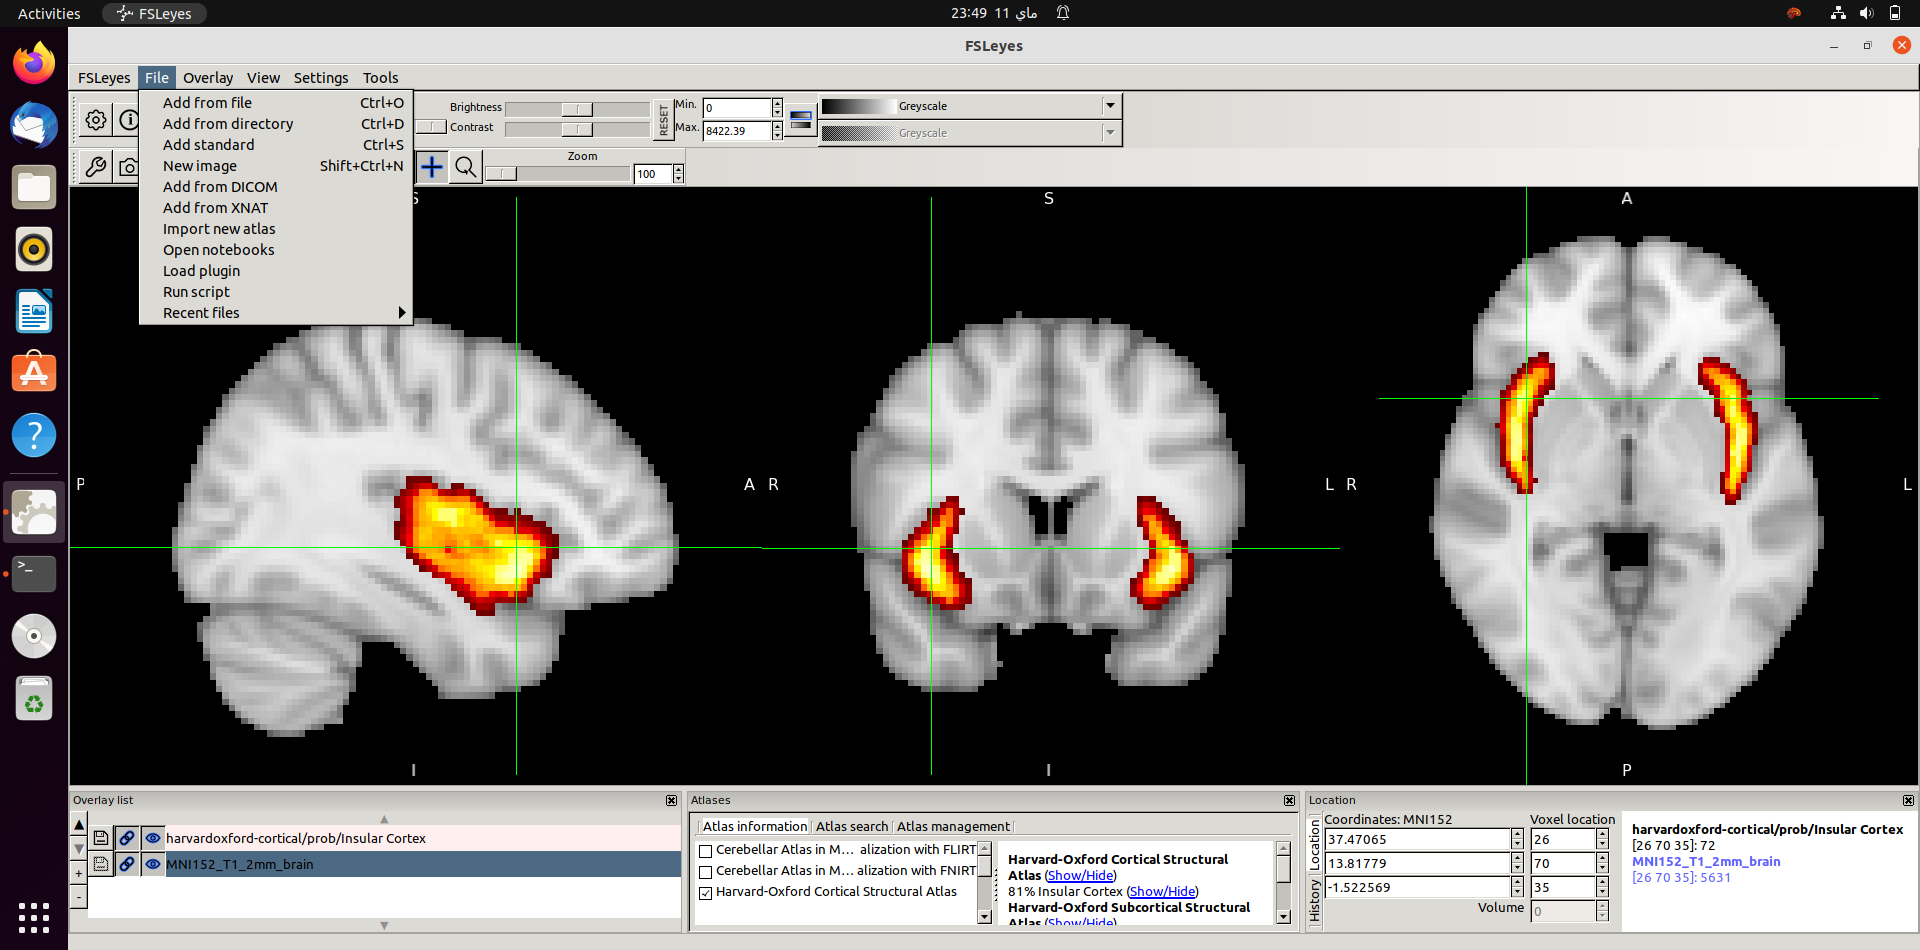 Activities
FSLeyes
23:49 11 ماي
FSLeyes
FSLeyes File Overlay View Settings Tools
Add from file Ctrl+O
Add from directory Ctrl+D
Add standard Ctrl+S
New image Shift+Ctrl+N
Add from DICOM
Add from XNAT
Import new atlas
Open notebooks
Load plugin
Run script
Recent files
Brightness
Contrast
RESET
Min. 0
Max. 8422.39
Greyscale
Greyscale
Zoom
100
S S A
P A R L R L
I I P
Overlay list
harvardoxford-cortical/prob/Insular Cortex
MNI152_T1_2mm_brain
Atlases
Atlas information Atlas search Atlas management
Cerebellar Atlas in M... alization with FLIRT
Cerebellar Atlas in M... alization with FNIRT
Harvard-Oxford Cortical Structural Atlas
Harvard-Oxford Cortical Structural
Atlas (Show/Hide)
81% Insular Cortex (Show/Hide)
Harvard-Oxford Subcortical Structural
Atlas (Show/Hide)
Location
Location
History
Coordinates: MNI152 Voxel location
37.47065 26
13.81779 70
-1.522569 35
Volume 0
harvardoxford-cortical/prob/Insular Cortex
[26 70 35]: 72
MNI152_T1_2mm_brain
[26 70 35]: 5631